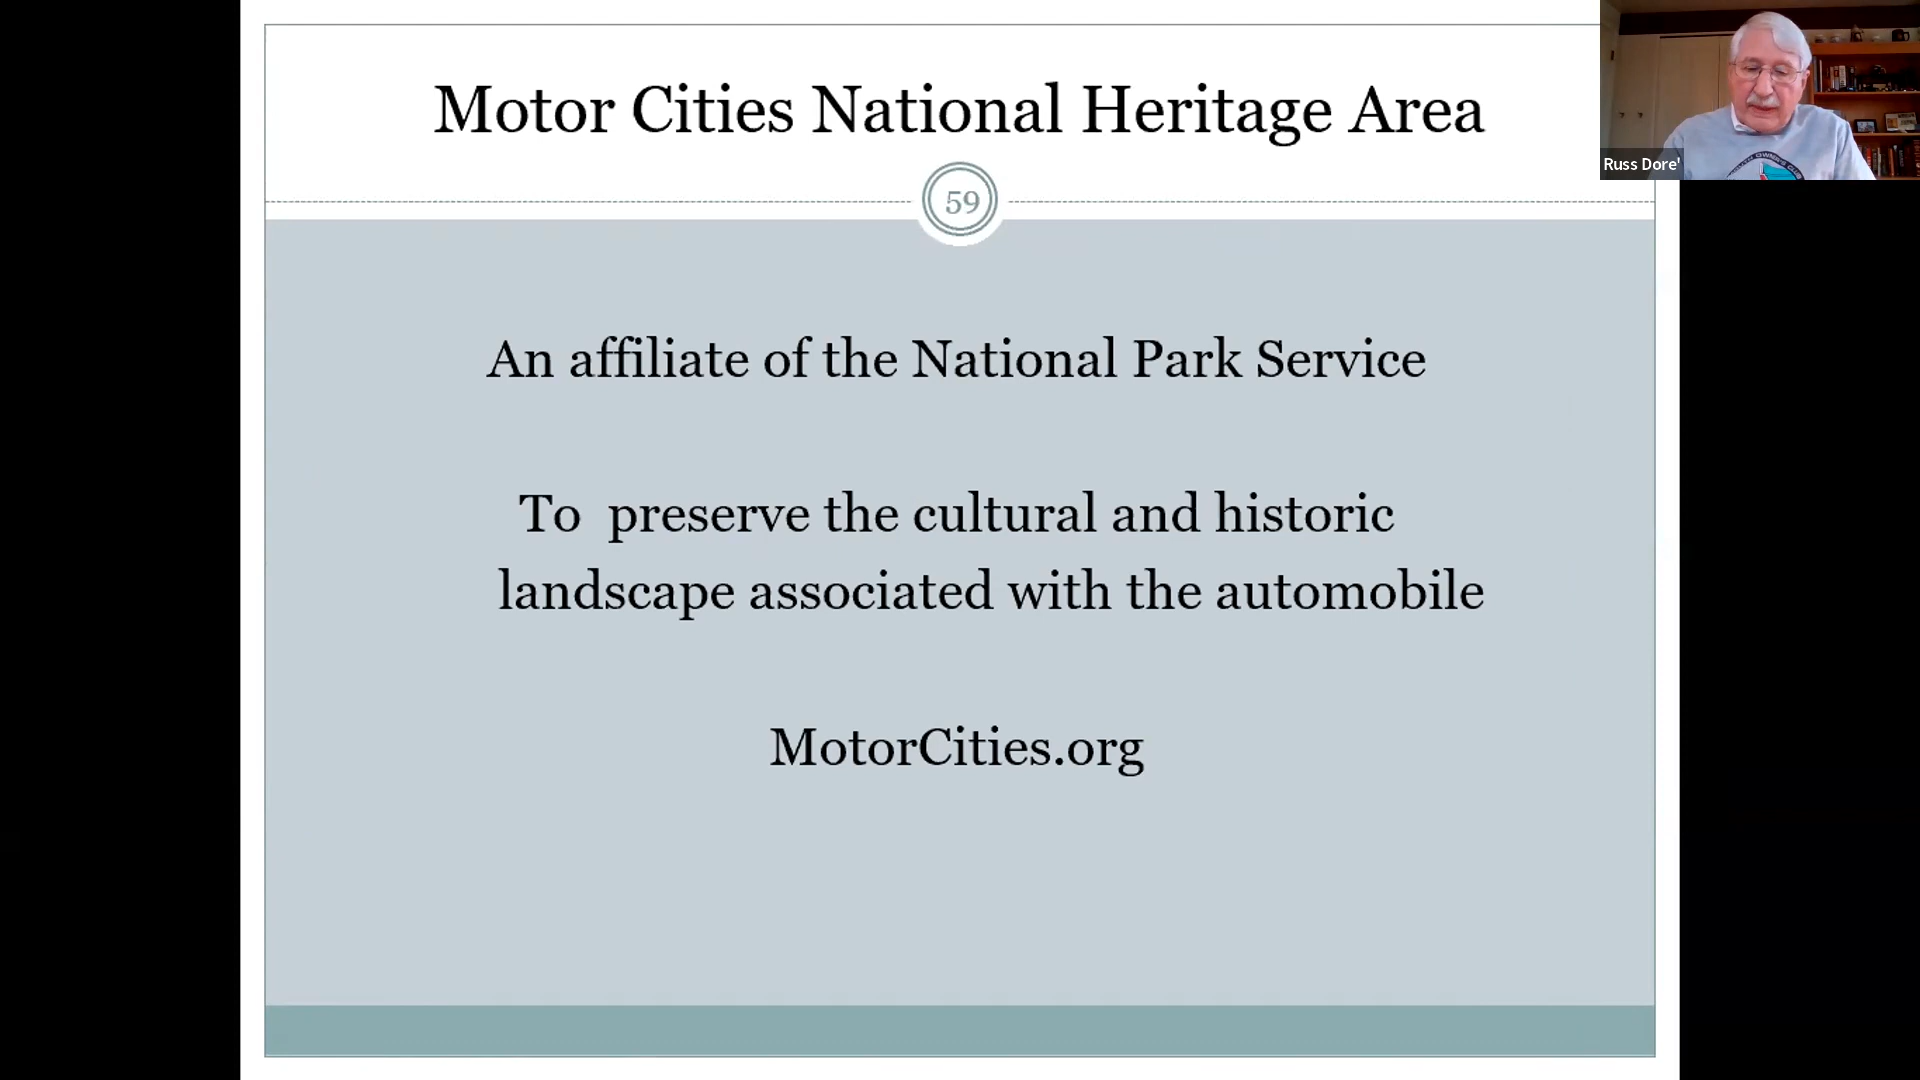 Motor Cities National Heritage Area
59
An affiliate of the National Park Service
To  preserve the cultural and historic
landscape associated with the automobile
MotorCities.org
Russ Dore'